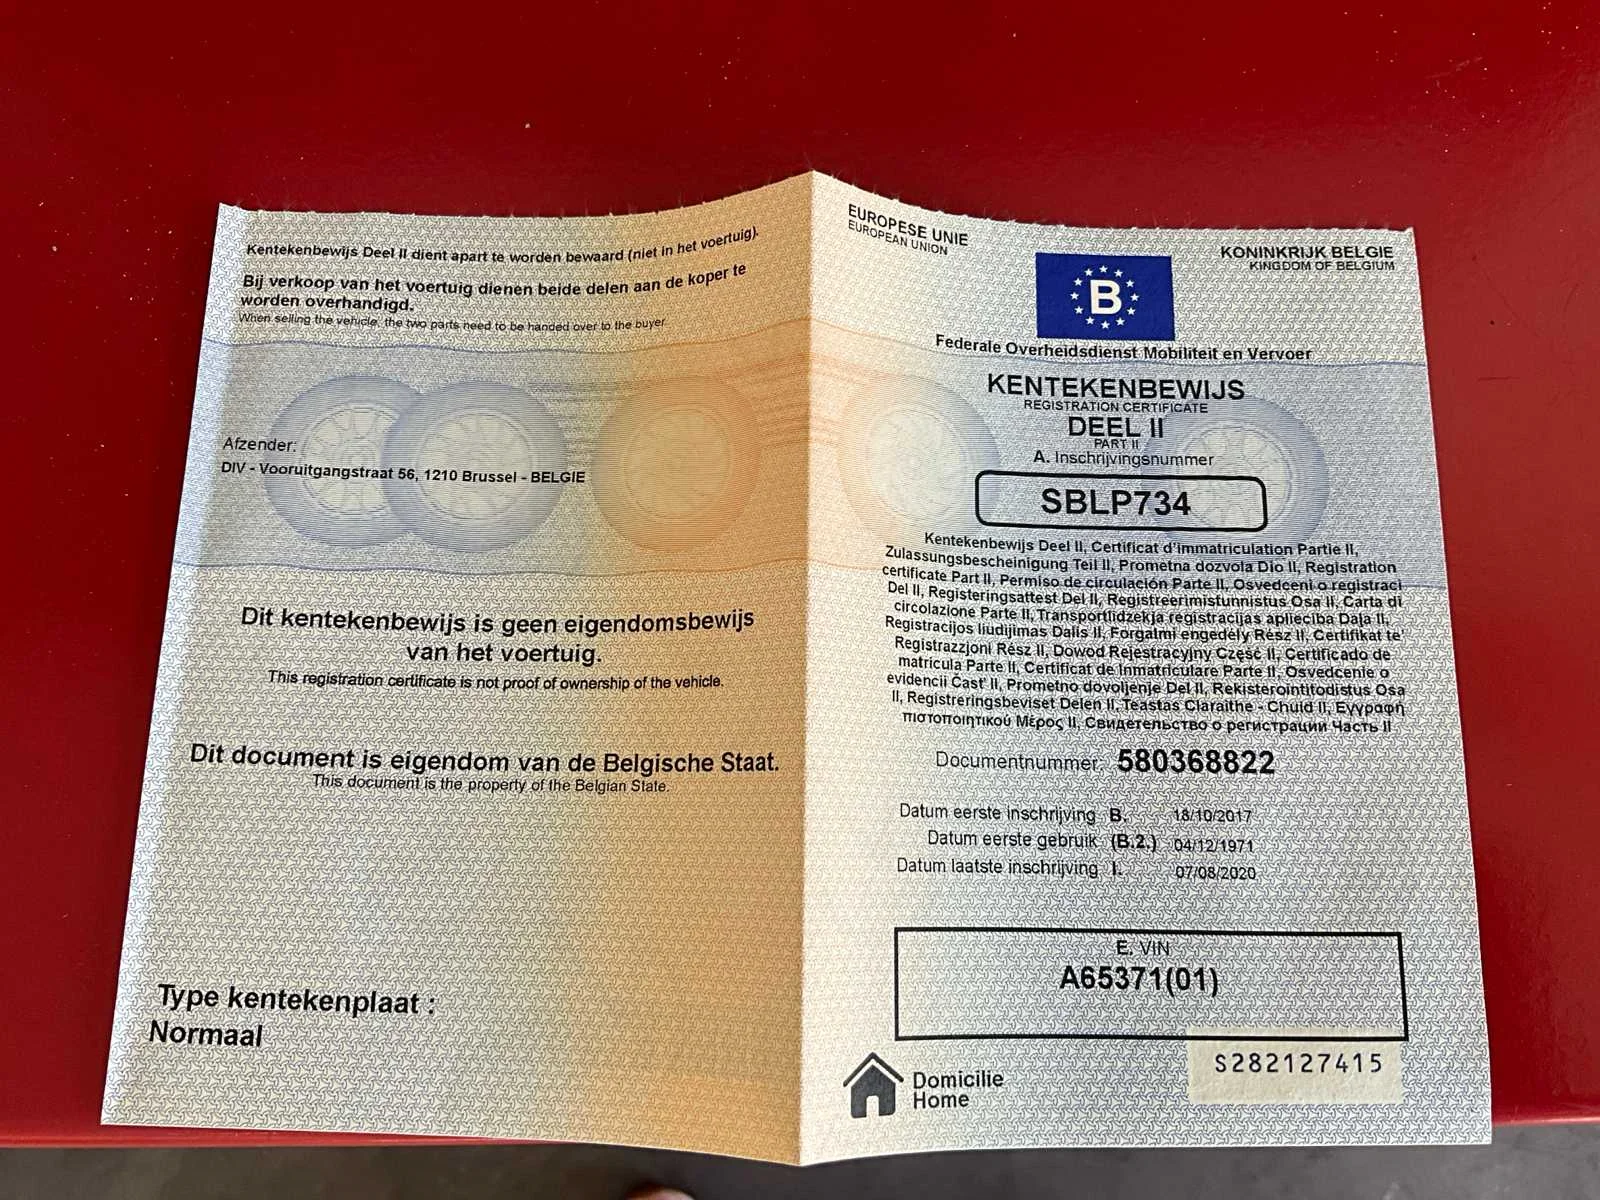 Kentekenbewijs Deel II dient apart te worden bewaard (niet in het voertuig).
Bij verkoop van het voertuig dienen beide delen aan de koper te
worden overhandigd.
When selling the vehicle, the two parts need to be handed over to the buyer
Afzender:
DIV - Vooruitgangstraat 56, 1210 Brussel - BELGIE
Dit kentekenbewijs is geen eigendomsbewijs
van het voertuig.
This registration certificate is not proof of ownership of the vehicle.
Dit document is eigendom van de Belgische Staat.
This document is the property of the Belgian State.
Type kentekenplaat :
Normaal
EUROPESE UNIE
EUROPEAN UNION
KONINKRIJK BELGIE
KINGDOM OF BELGIUM
B
Federale Overheidsdienst Mobiliteit en Vervoer
KENTEKENBEWIJS
REGISTRATION CERTIFICATE
DEEL II
PART II
A. Inschrijvingsnummer
SBLP734
Kentekenbewijs Deel II, Certificat d'immatriculation Partie II,
Zulassungsbescheinigung Teil II, Prometna dozvola Dio II, Registration
certificate Part II, Permiso de circulación Parte II, Osvedceni o registraci
Del II, Registeringsattest Del II, Registreerimistunnistus Osa II, Carta di
circolazione Parte II, Transportlidzekja registracijas aplieciba Daja II,
Registracijos liudijimas Dalis II, Forgalmi engedély Rész II, Certifikat te'
Registrazzjoni Rész II, Dowod Rejestracyjny Część II, Certificado de
matricula Parte II, Certificat de Inmatriculare Parte II, Osvedcenie o
evidencii Časť II, Prometno dovoljenje Del II, Rekisterointitodistus Osa
II, Registreringsbeviset Delen II, Teastas Claraithe - Chuid II, Εγγραφή
πιστοποιητικού Μέρος II, Свидетельство о регистрации Часть II
Documentnummer: 580368822
Datum eerste inschrijving B. 18/10/2017
Datum eerste gebruik (B.2.) 04/12/1971
Datum laatste inschrijving I. 07/08/2020
E. VIN
A65371(01)
S282127415
Domicilie
Home